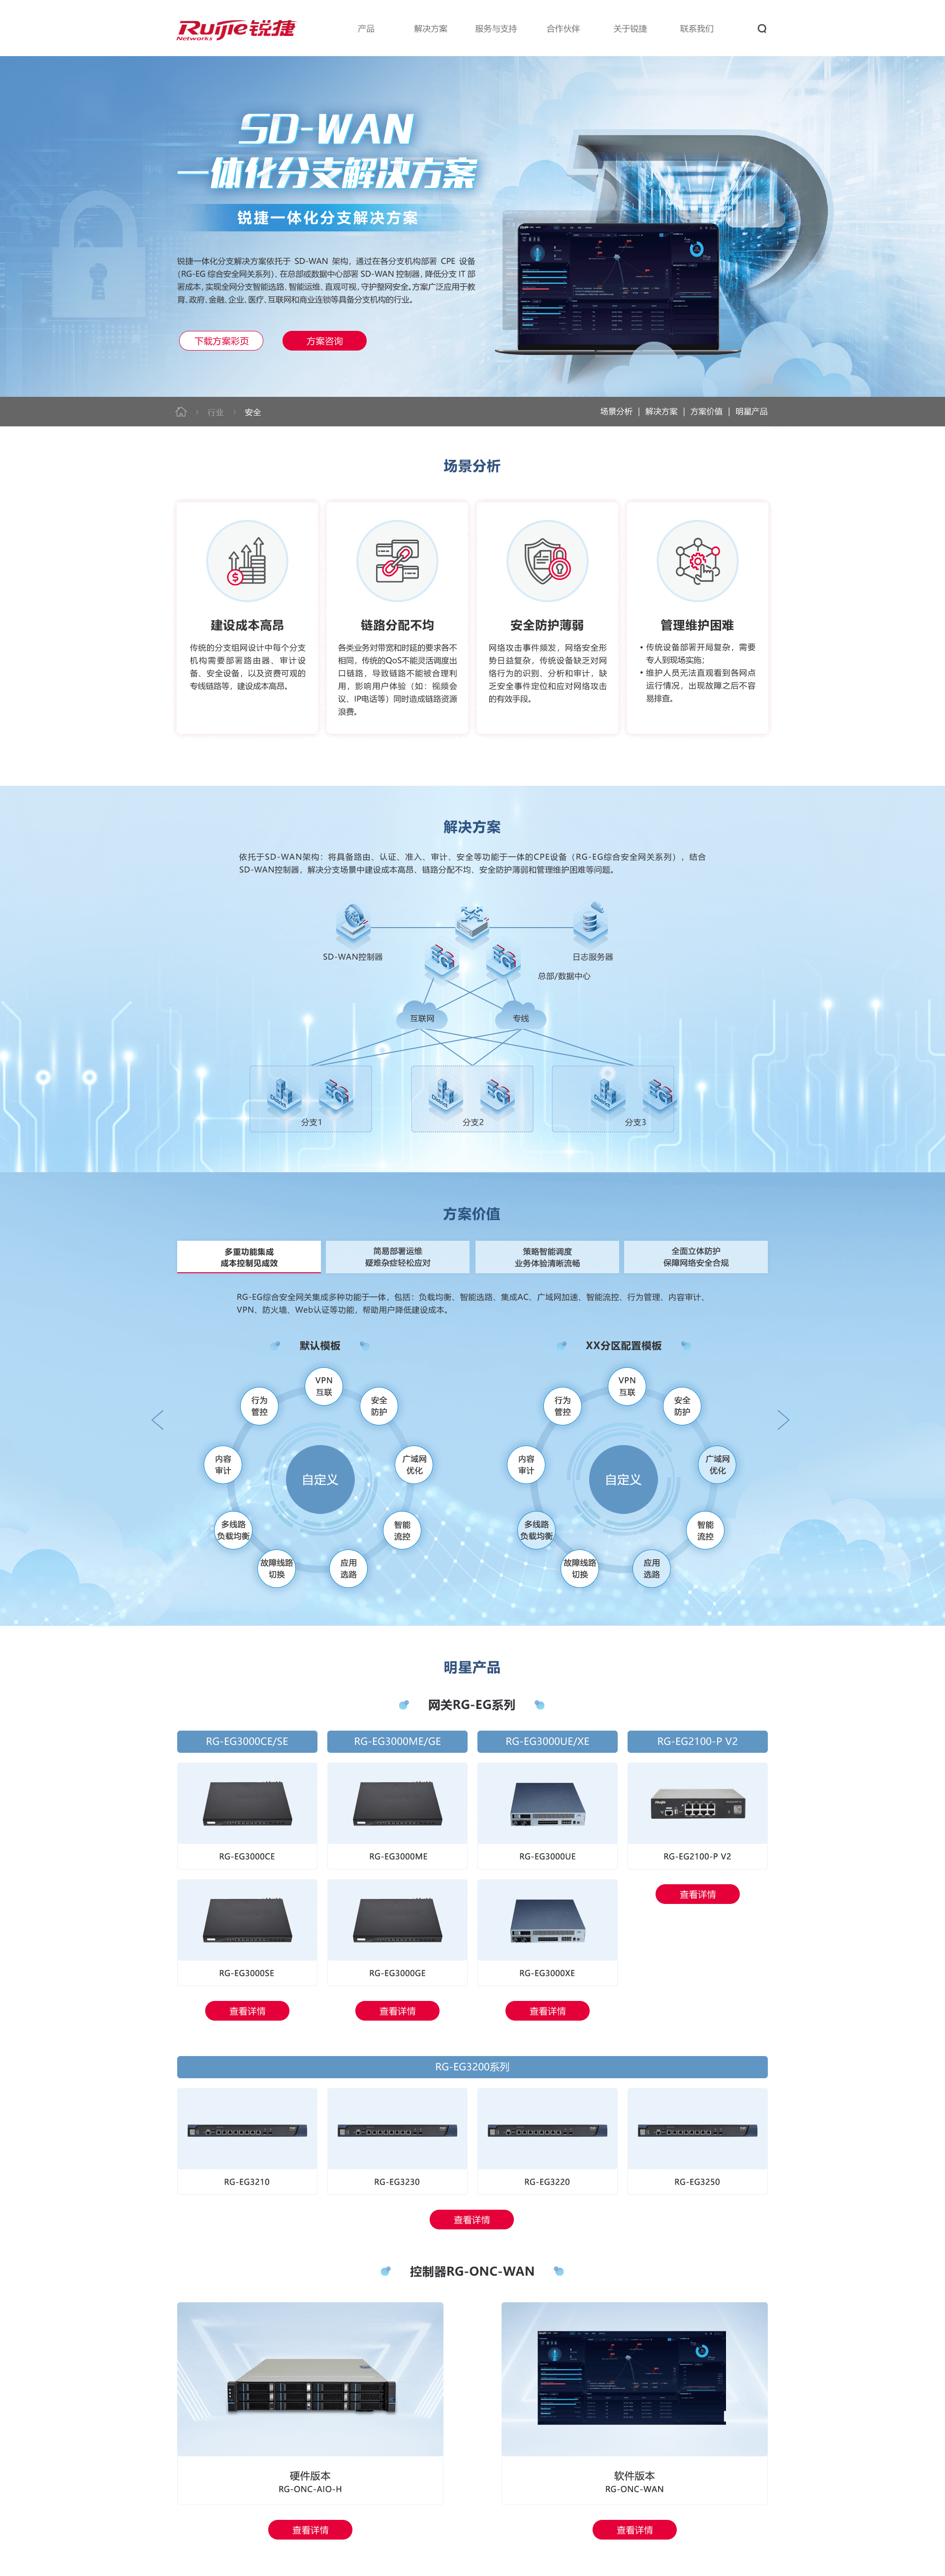 Ruijie锐捷
Networks
产品
解决方案
服务与支持
合作伙伴
关于锐捷
联系我们
SD-WAN
一体化分支解决方案
锐捷一体化分支解决方案
锐捷一体化分支解决方案依托于 SD-WAN 架构，通过在各分支机构部署 CPE 设备
（RG-EG 综合安全网关系列），在总部或数据中心部署 SD-WAN 控制器，降低分支 IT 部
署成本，实现全网分支智能选路、智能运维、直观可视，守护整网安全。方案广泛应用于教
育、政府、金融、企业、医疗、互联网和商业连锁等具备分支机构的行业。
下载方案彩页
方案咨询
行业
安全
场景分析 | 解决方案 | 方案价值 | 明星产品
场景分析
建设成本高昂
传统的分支组网设计中每个分支
机构需要部署路由器、审计设
备、安全设备，以及资费可观的
专线链路等，建设成本高昂。
链路分配不均
各类业务对带宽和时延的要求各不
相同，传统的QoS不能灵活调度出
口链路，导致链路不能被合理利
用，影响用户体验（如：视频会
议、IP电话等）同时造成链路资源
浪费。
安全防护薄弱
网络攻击事件频发，网络安全形
势日益复杂，传统设备缺乏对网
络行为的识别、分析和审计，缺
乏安全事件定位和应对网络攻击
的有效手段。
管理维护困难
• 传统设备部署开局复杂，需要
专人到现场实施；
• 维护人员无法直观看到各网点
运行情况，出现故障之后不容
易排查。
解决方案
依托于SD-WAN架构：将具备路由、认证、准入、审计、安全等功能于一体的CPE设备（RG-EG综合安全网关系列），结合
SD-WAN控制器，解决分支场景中建设成本高昂、链路分配不均、安全防护薄弱和管理维护困难等问题。
SD-WAN控制器
日志服务器
EG
EG
总部/数据中心
互联网
专线
EG
EG
EG
分支1
分支2
分支3
方案价值
多重功能集成
成本控制见成效
简易部署运维
疑难杂症轻松应对
策略智能调度
业务体验清晰流畅
全面立体防护
保障网络安全合规
RG-EG综合安全网关集成多种功能于一体，包括：负载均衡、智能选路、集成AC、广域网加速、智能流控、行为管理、内容审计、
VPN、防火墙、Web认证等功能，帮助用户降低建设成本。
默认模板
VPN
互联
行为
管控
安全
防护
内容
审计
自定义
广域网
优化
多线路
负载均衡
智能
流控
故障线路
切换
应用
选路
XX分区配置模板
VPN
互联
行为
管控
安全
防护
内容
审计
自定义
广域网
优化
多线路
负载均衡
智能
流控
故障线路
切换
应用
选路
明星产品
网关RG-EG系列
RG-EG3000CE/SE
RG-EG3000ME/GE
RG-EG3000UE/XE
RG-EG2100-P V2
RG-EG3000CE
RG-EG3000ME
RG-EG3000UE
RG-EG2100-P V2
查看详情
RG-EG3000SE
RG-EG3000GE
RG-EG3000XE
查看详情
查看详情
查看详情
RG-EG3200系列
RG-EG3210
RG-EG3230
RG-EG3220
RG-EG3250
查看详情
控制器RG-ONC-WAN
硬件版本
RG-ONC-AIO-H
软件版本
RG-ONC-WAN
查看详情
查看详情